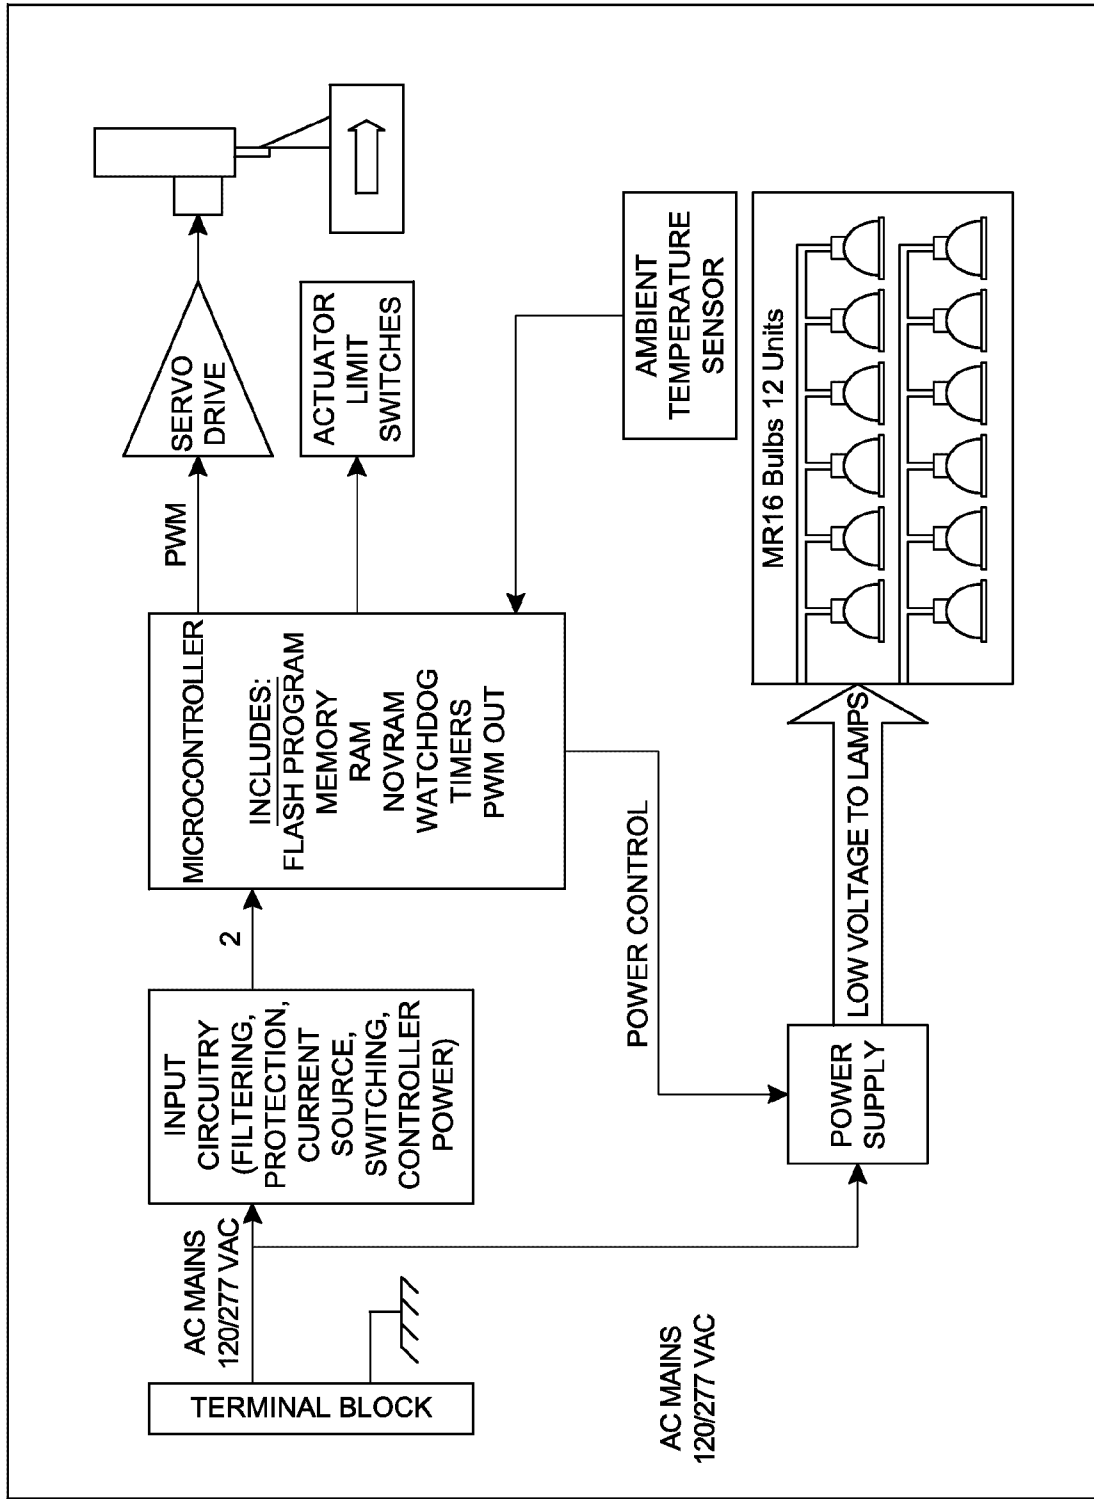 TERMINAL BLOCK
AC MAINS
120/277 VAC
INPUT
CIRCUITRY
(FILTERING,
PROTECTION,
CURRENT
SOURCE,
SWITCHING,
CONTROLLER
POWER)
2
MICROCONTROLLER
INCLUDES:
FLASH PROGRAM
MEMORY
RAM
NOVRAM
WATCHDOG
TIMERS
PWM OUT
PWM
SERVO
DRIVE
ACTUATOR
LIMIT
SWITCHES
AMBIENT
TEMPERATURE
SENSOR
POWER CONTROL
AC MAINS
120/277 VAC
POWER
SUPPLY
LOW VOLTAGE TO LAMPS
MR16 Bulbs 12 Units